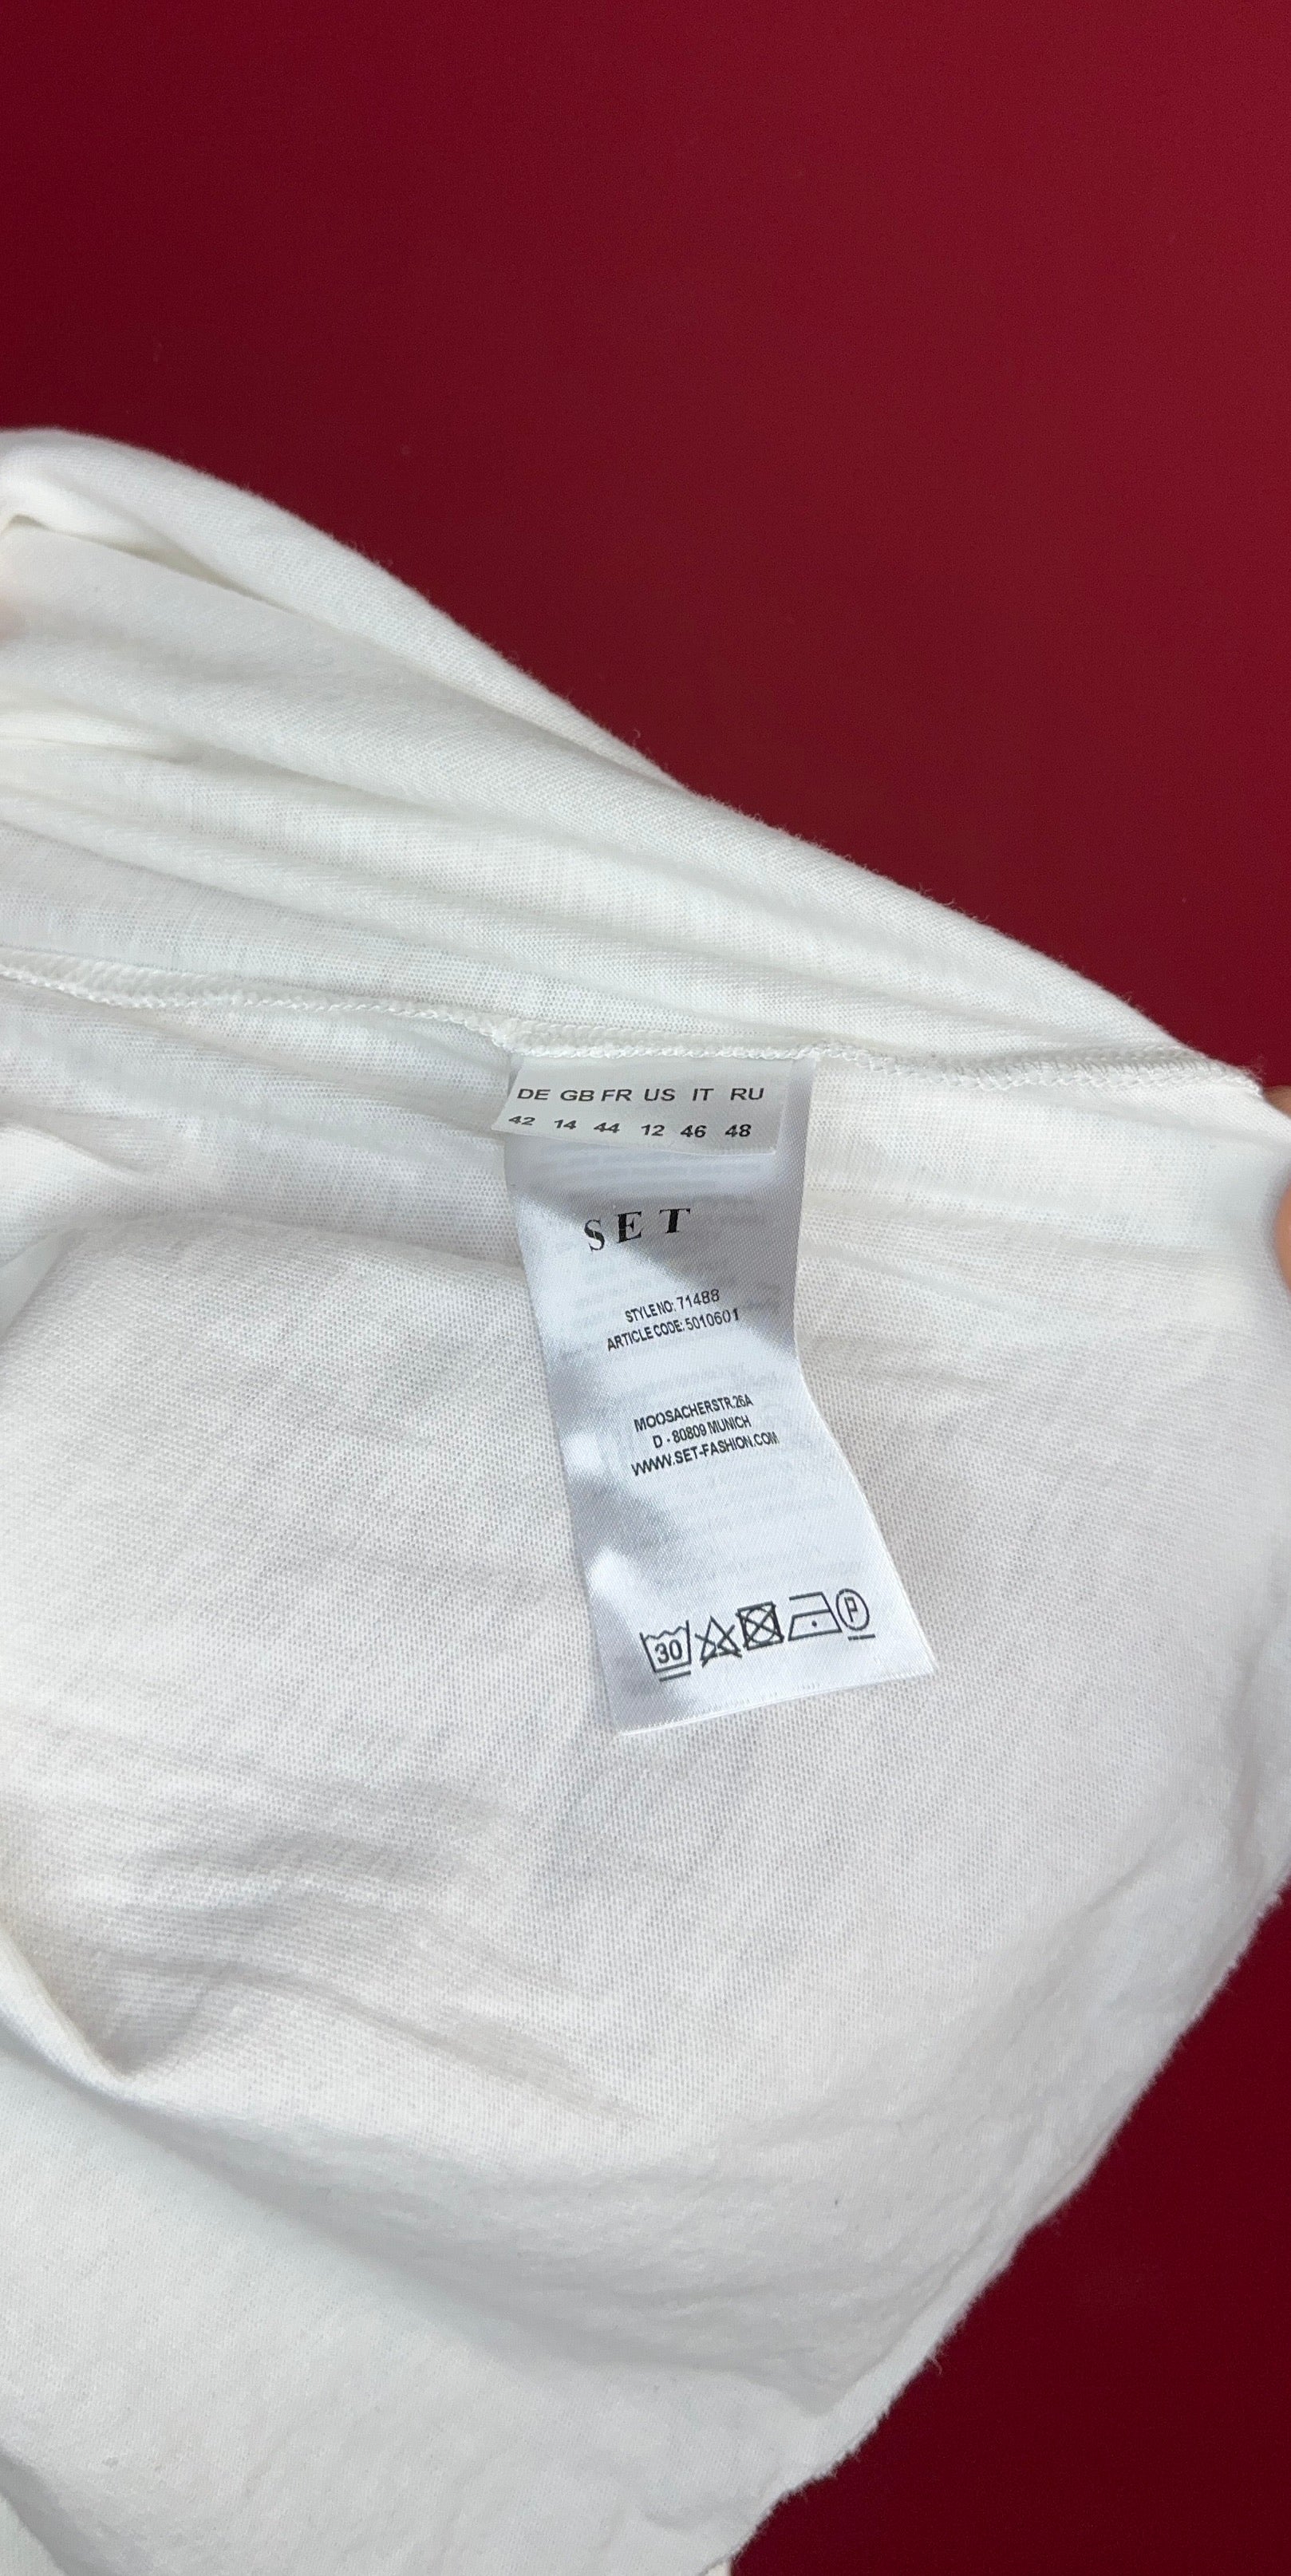 DE GB FR US IT RU
42 14 44 12 46 48
SET
STYLE NO: 71488
ARTICLE CODE: 5010601
MOOSACHERSTR.26A
D - 80809 MUNICH
WWW.SET-FASHION.COM
30 P